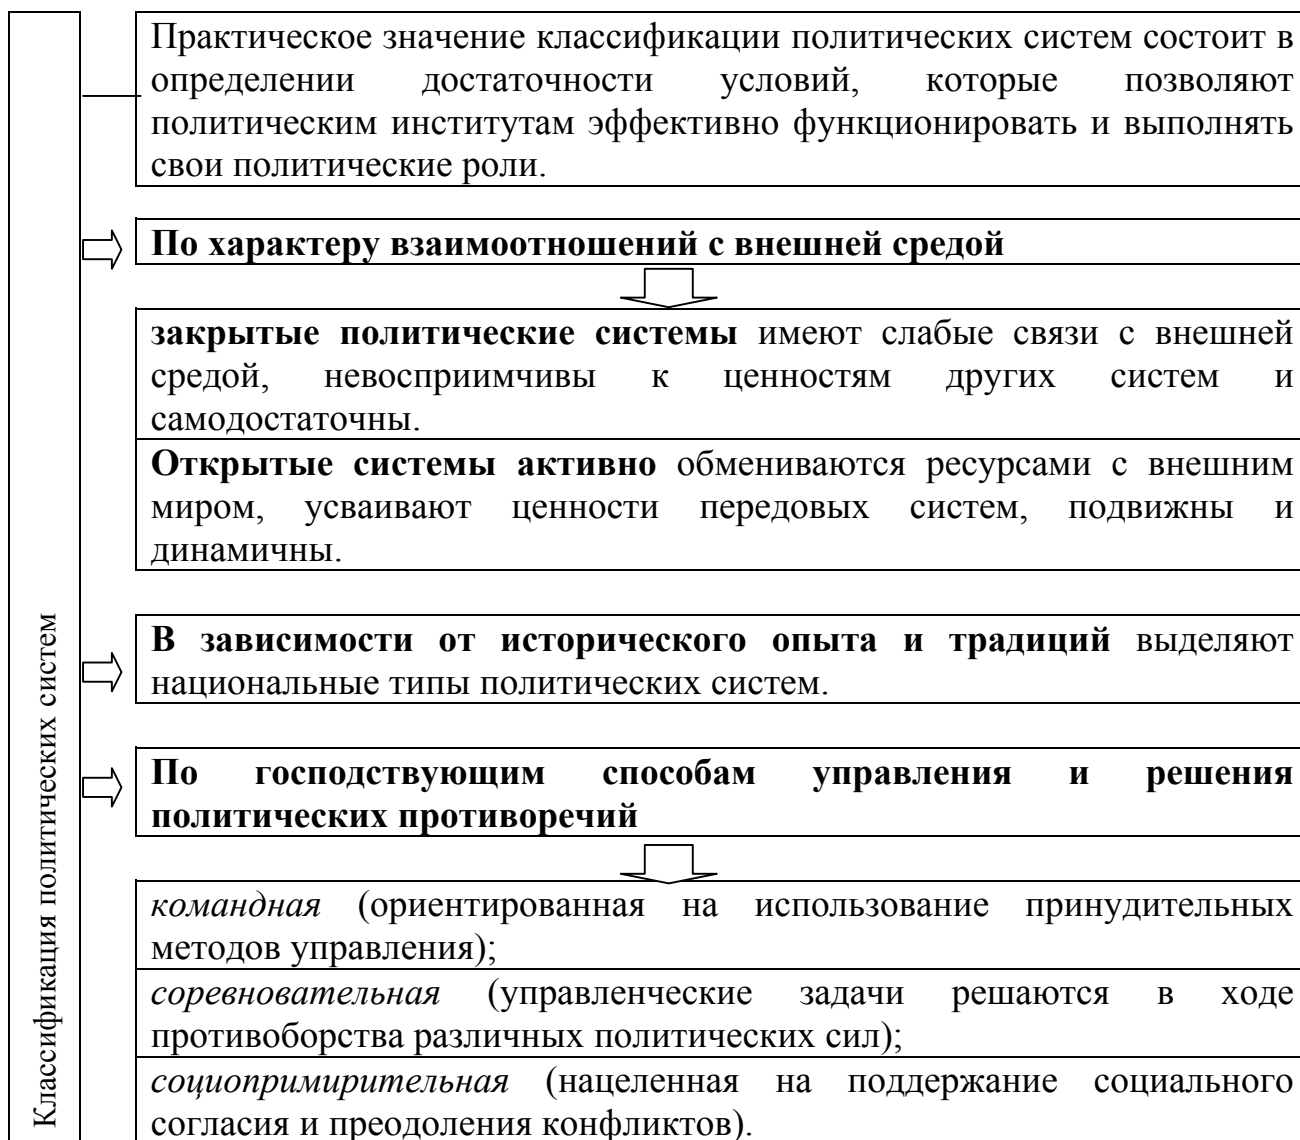 Классификация политических систем
Практическое значение классификации политических систем состоит в
определении достаточности условий, которые позволяют
политическим институтам эффективно функционировать и выполнять
свои политические роли.
По характеру взаимоотношений с внешней средой
закрытые политические системы имеют слабые связи с внешней
средой, невосприимчивы к ценностям других систем и
самодостаточны.
Открытые системы активно обмениваются ресурсами с внешним
миром, усваивают ценности передовых систем, подвижны и
динамичны.
В зависимости от исторического опыта и традиций выделяют
национальные типы политических систем.
По господствующим способам управления и решения
политических противоречий
командная (ориентированная на использование принудительных
методов управления);
соревновательная (управленческие задачи решаются в ходе
противоборства различных политических сил);
социопримирительная (нацеленная на поддержание социального
согласия и преодоления конфликтов).